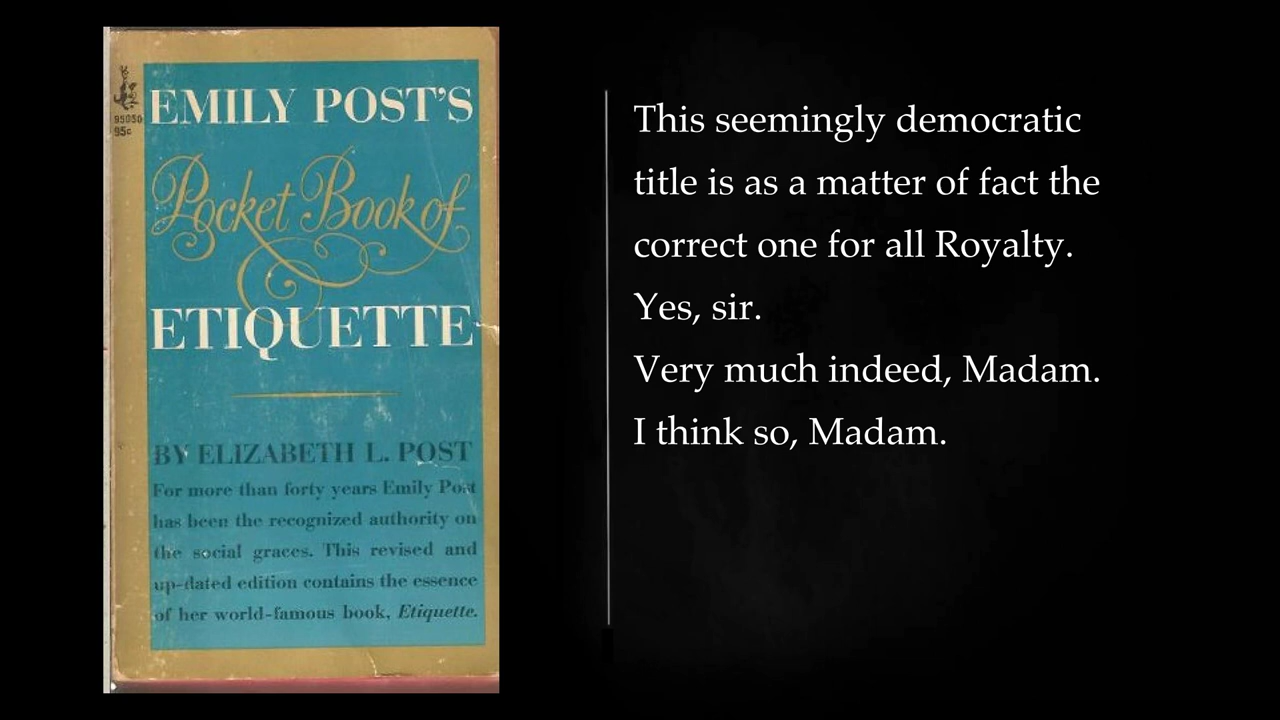 95050
95c
EMILY POST'S
Pocket Book of
ETIQUETTE
BY ELIZABETH L. POST
For more than forty years Emily Post
has been the recognized authority on
the social graces. This revised and
up-dated edition contains the essence
of her world-famous book, Etiquette.
This seemingly democratic
title is as a matter of fact the
correct one for all Royalty.
Yes, sir.
Very much indeed, Madam.
I think so, Madam.